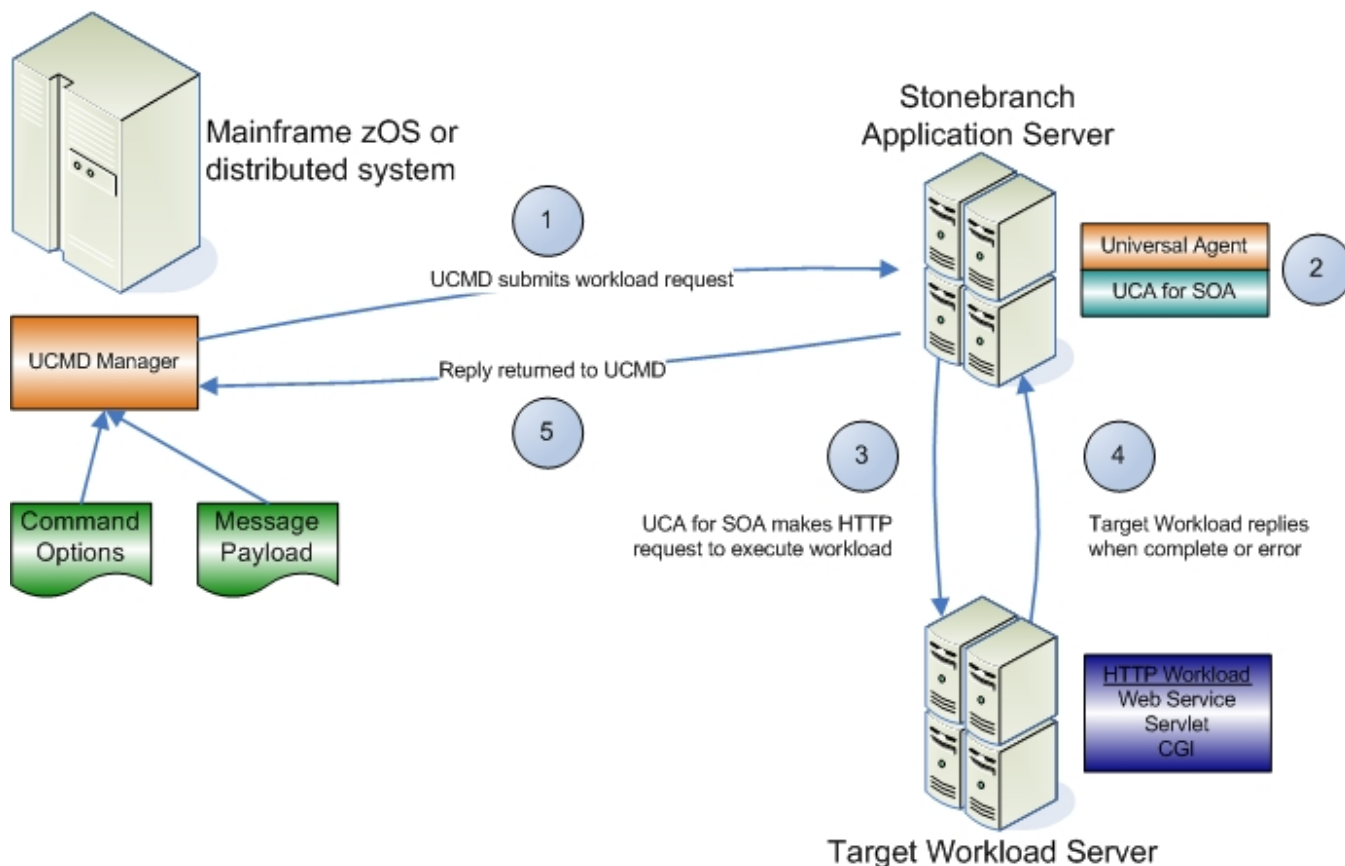 Mainframe zOS or
distributed system
Stonebranch
Application Server
1
UCMD submits workload request
Universal Agent
UCA for SOA
2
UCMD Manager
Reply returned to UCMD
5
3
4
Command
Options
Message
Payload
UCA for SOA makes HTTP
request to execute workload
Target Workload replies
when complete or error
HTTP Workload
Web Service
Servlet
CGI
Target Workload Server